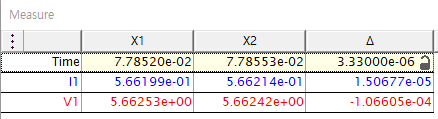 Measure
X1 X2 Δ
Time 7.78520e-02 7.78553e-02 3.33000e-06
I1 5.66199e-01 5.66214e-01 1.50677e-05
V1 5.66253e+00 5.66242e+00 -1.06605e-04